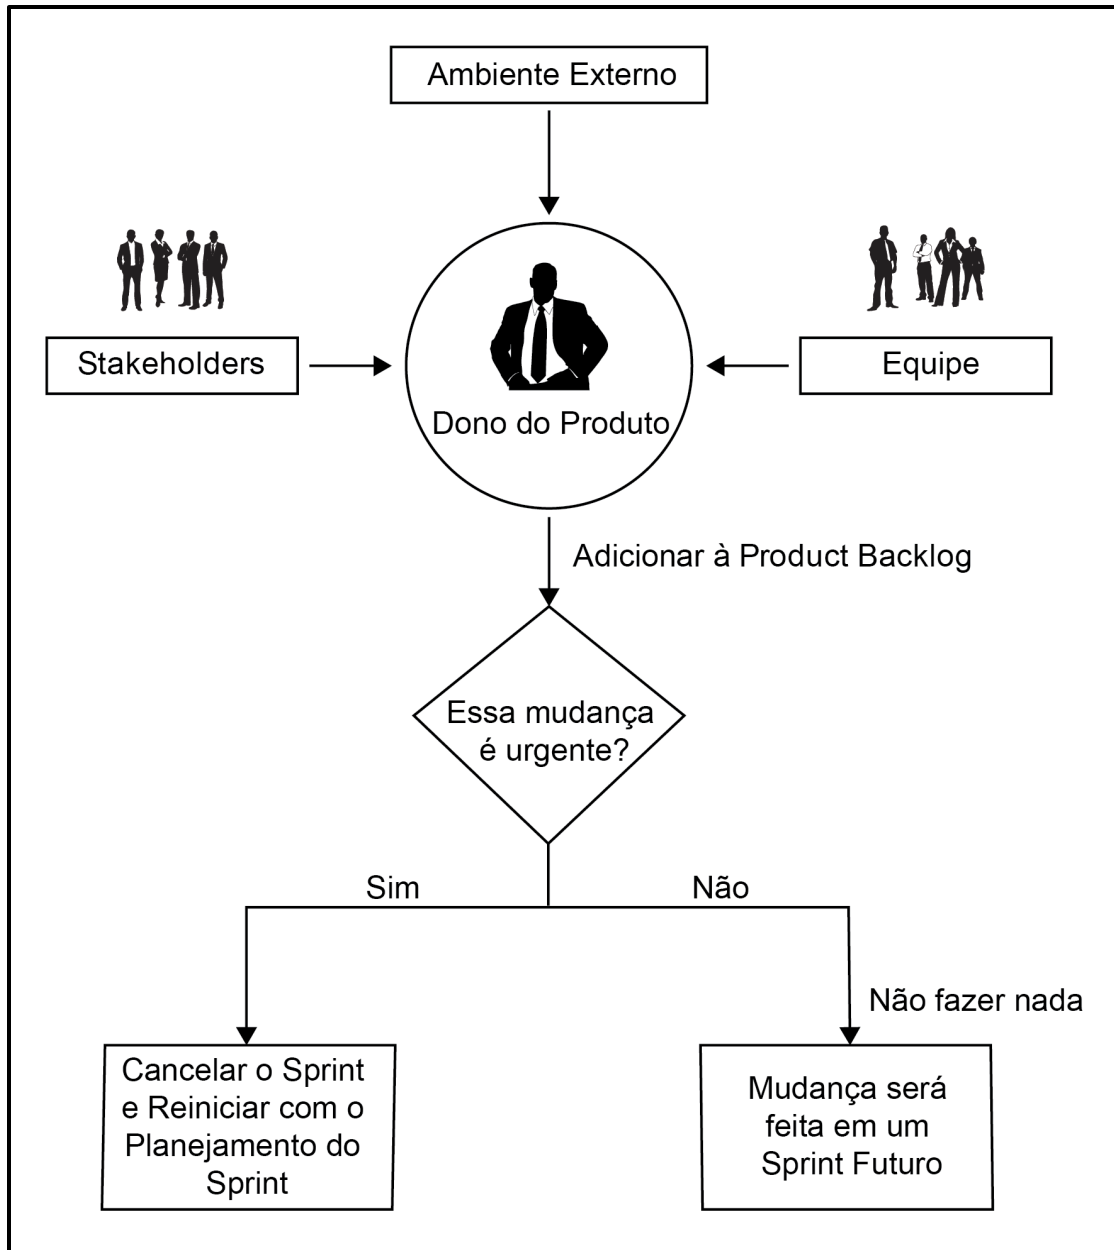 Ambiente Externo
Stakeholders
Equipe
Dono do Produto
Adicionar à Product Backlog
Essa mudança
é urgente?
Sim
Não
Não fazer nada
Cancelar o Sprint
e Reiniciar com o
Planejamento do
Sprint
Mudança será
feita em um
Sprint Futuro